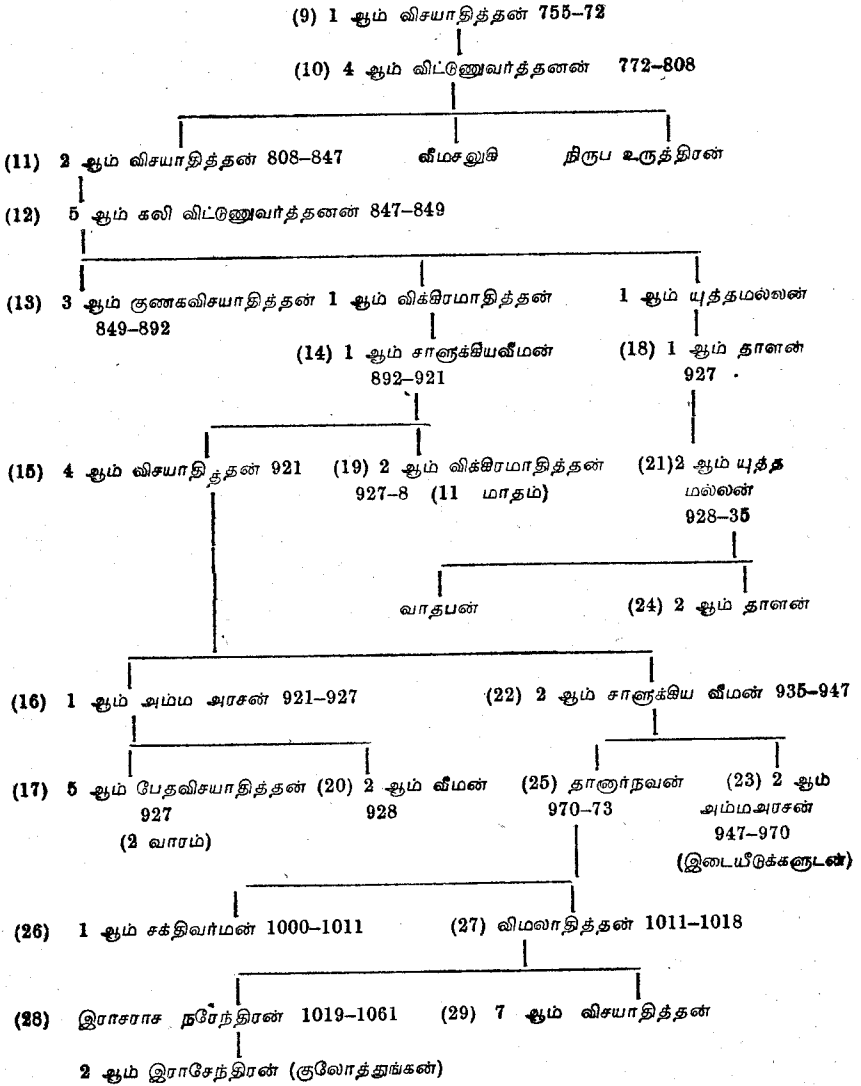 (9) 1 ஆம் விசயாதித்தன் 755–72
(10) 4 ஆம் விட்டுணுவர்த்தனன் 772–808
(11) 2 ஆம் விசயாதித்தன் 808–847 வீமசலுகி நிருப உருத்திரன்
(12) 5 ஆம் கலி விட்டுணுவர்த்தனன் 847–849
(13) 3 ஆம் குணகவிசயாதித்தன் 1 ஆம் விக்கிரமாதித்தன் 1 ஆம் யுத்தமல்லன்
849–892
(14) 1 ஆம் சாளுக்கியவீமன் (18) 1 ஆம் தாளன்
892–921 927
(15) 4 ஆம் விசயாதித்தன் 921 (19) 2 ஆம் விக்கிரமாதித்தன் (21)2 ஆம் யுத்த
927–8 (11 மாதம்) மல்லன்
928–35
வாதபன் (24) 2 ஆம் தாளன்
(16) 1 ஆம் அம்ம அரசன் 921–927 (22) 2 ஆம் சாளுக்கிய வீமன் 935–947
(17) 5 ஆம் பேதவிசயாதித்தன் (20) 2 ஆம் வீமன் (25) தானார்நவன் (23) 2 ஆம்
927 928 970–73 அம்மஅரசன்
(2 வாரம்) 947–970
(இடையீடுக்களுடன்)
(26) 1 ஆம் சக்திவர்மன் 1000–1011 (27) விமலாதித்தன் 1011–1018
(28) இராசராச நரேந்திரன் 1019–1061 (29) 7 ஆம் விசயாதித்தன்
2 ஆம் இராசேந்திரன் (குலோத்துங்கன்)